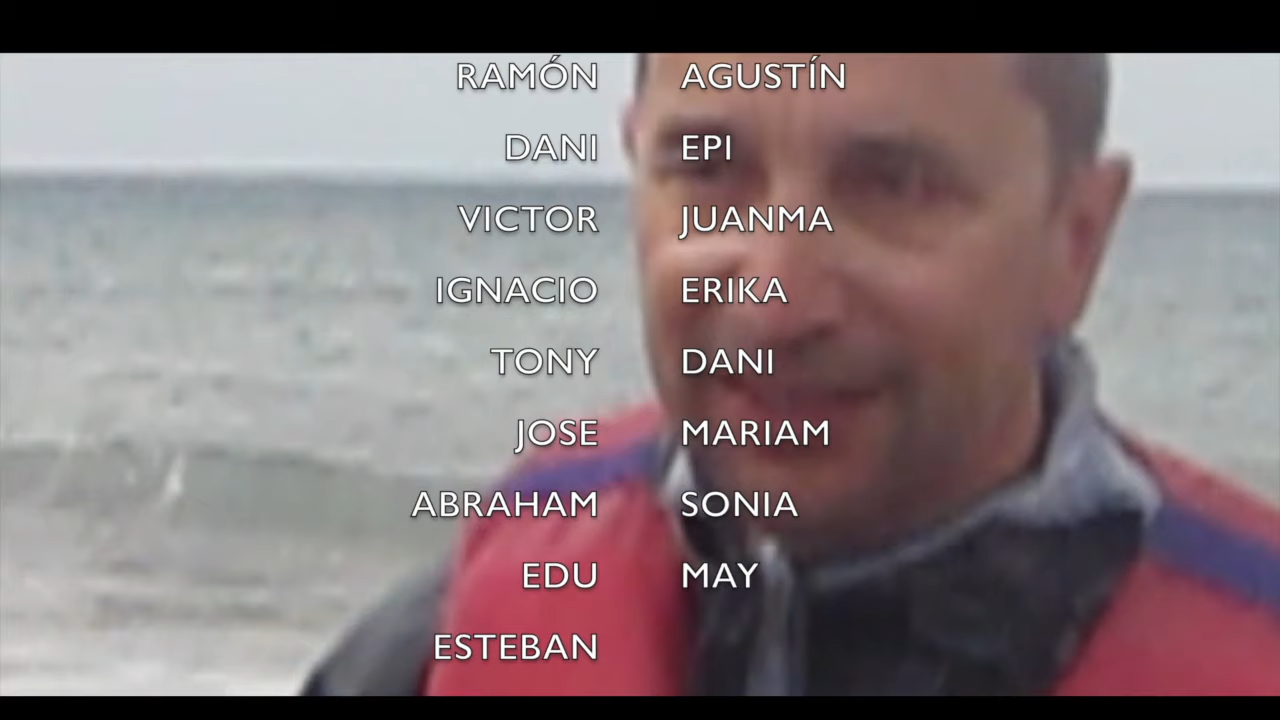 RAMÓN AGUSTÍN
DANI EPI
VICTOR JUANMA
IGNACIO ERIKA
TONY DANI
JOSE MARIAM
ABRAHAM SONIA
EDU MAY
ESTEBAN